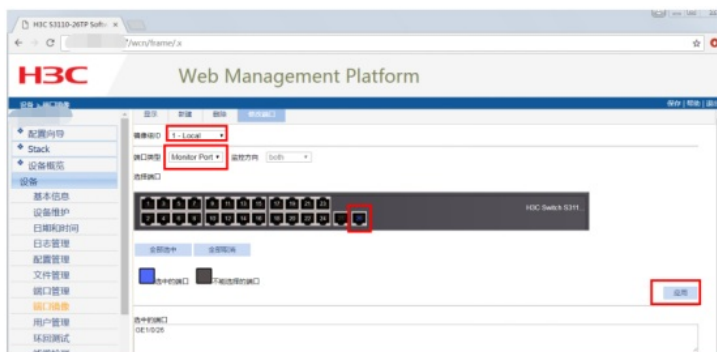 H3C S3110-26TP Softw
/wcn/frame/.x
H3C
Web Management Platform
设备 > 端口镜像
保存 | 帮助 | 退出
显示 新建 删除 修改端口
配置向导
Stack
设备概览
设备
基本信息
设备维护
日期和时间
日志管理
配置管理
文件管理
端口管理
端口镜像
用户管理
环回测试
镜像组ID 1 - Local
端口类型 Monitor Port 监控方向 both
选择端口
H3C Switch S311...
全部选中 全部取消
选中的端口 不能选择的端口
应用
选中的端口
GE1/0/26